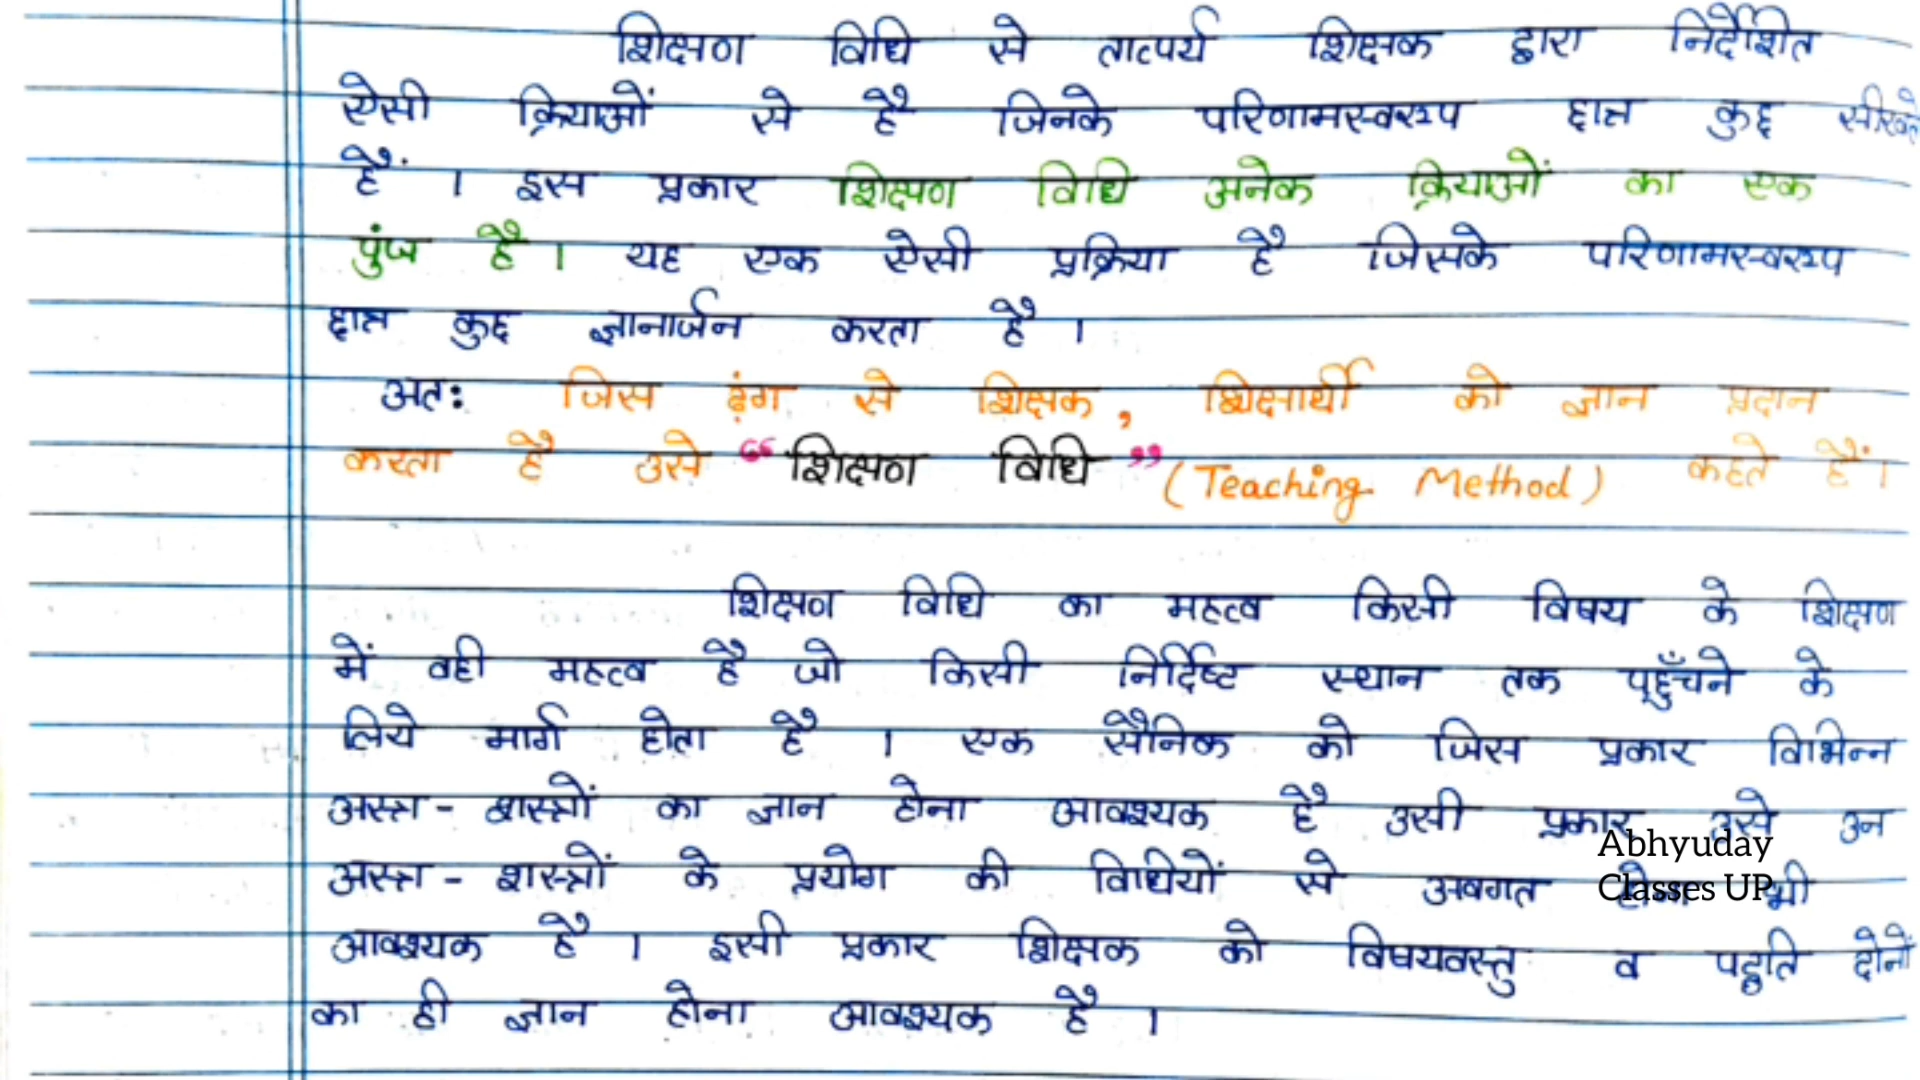 शिक्षण विधि से तात्पर्य शिक्षक द्वारा निर्देशित
ऐसी क्रियाओं से है जिनके परिणामस्वरूप छात्र कुछ सीखते
हैं । इस प्रकार शिक्षण विधि अनेक क्रियाओं का एक
पुंज है । यह एक ऐसी प्रक्रिया है जिसके परिणामस्वरूप
छात्र कुछ ज्ञानार्जन करता है ।
अतः जिस ढ़ंग से शिक्षक , शिक्षार्थी को ज्ञान प्रदान
करता है उसे “ शिक्षण विधि ” (Teaching Method) कहते हैं ।
शिक्षण विधि का महत्व किसी विषय के शिक्षण
में वही महत्व है जो किसी निर्दिष्ट स्थान तक पहुँचने के
लिये मार्ग होता है । एक सैनिक को जिस प्रकार विभिन्न
अस्त्र - शास्त्रों का ज्ञान होना आवश्यक है उसी प्रकार उसे उन
अस्त्र - शस्त्रों के प्रयोग की विधियों से अवगत होना भी
आवश्यक है । इसी प्रकार शिक्षक को विषयवस्तु व पद्धति दोनों
का ही ज्ञान होना आवश्यक है ।
Abhyuday
Classes UP